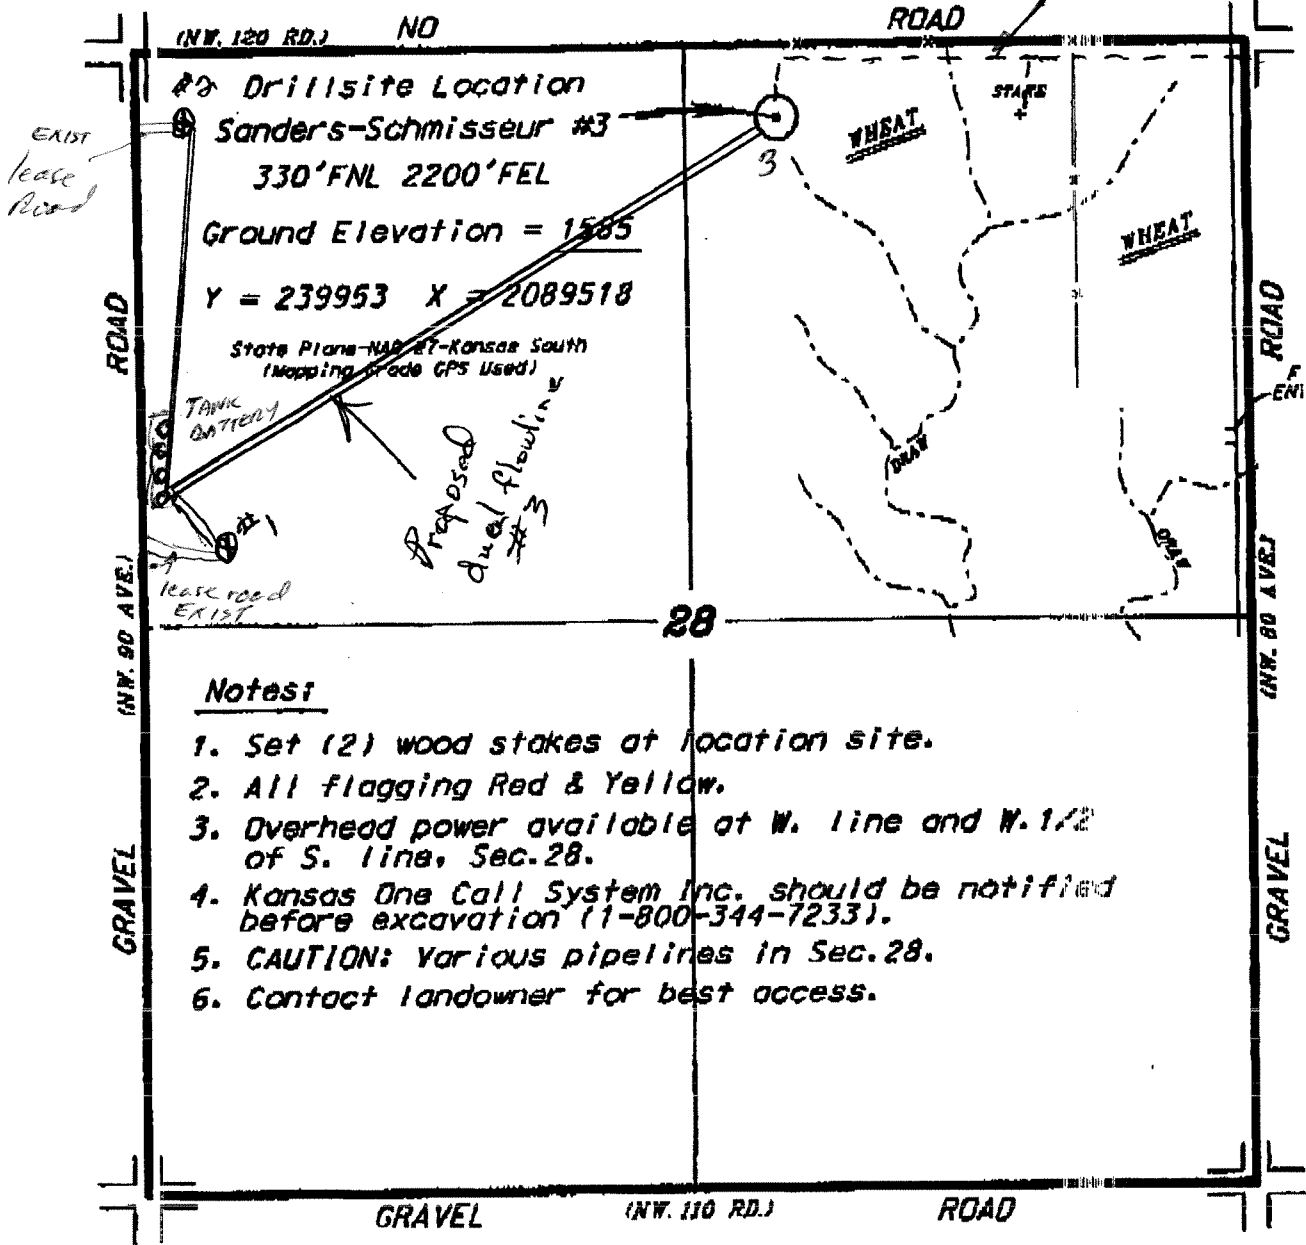 (NW. 120 RD.) NO ROAD
#2 Drillsite Location
Sanders-Schmisseur #3
330'FNL 2200'FEL
Ground Elevation = 1585
Y = 239953 X = 2089518
State Plane-NAD 27-Kansas South
(Mapping Grade GPS Used)
EXIST
lease
Road
TANK
BATTERY
#1
lease road
EXIST
Proposed
dual flowline
#3
3
WHEAT
STAKE
WHEAT
DRAW
DRAW
ROAD
(NW. 90 AVE.)
GRAVEL
ROAD
F
ENT
(NW. 80 AVE.)
GRAVEL
28
Notes:
1. Set (2) wood stakes at location site.
2. All flagging Red & Yellow.
3. Overhead power available at W. line and W.1/2
of S. line, Sec.28.
4. Kansas One Call System Inc. should be notified
before excavation (1-800-344-7233).
5. CAUTION: Various pipelines in Sec.28.
6. Contact landowner for best access.
GRAVEL (NW. 110 RD.) ROAD